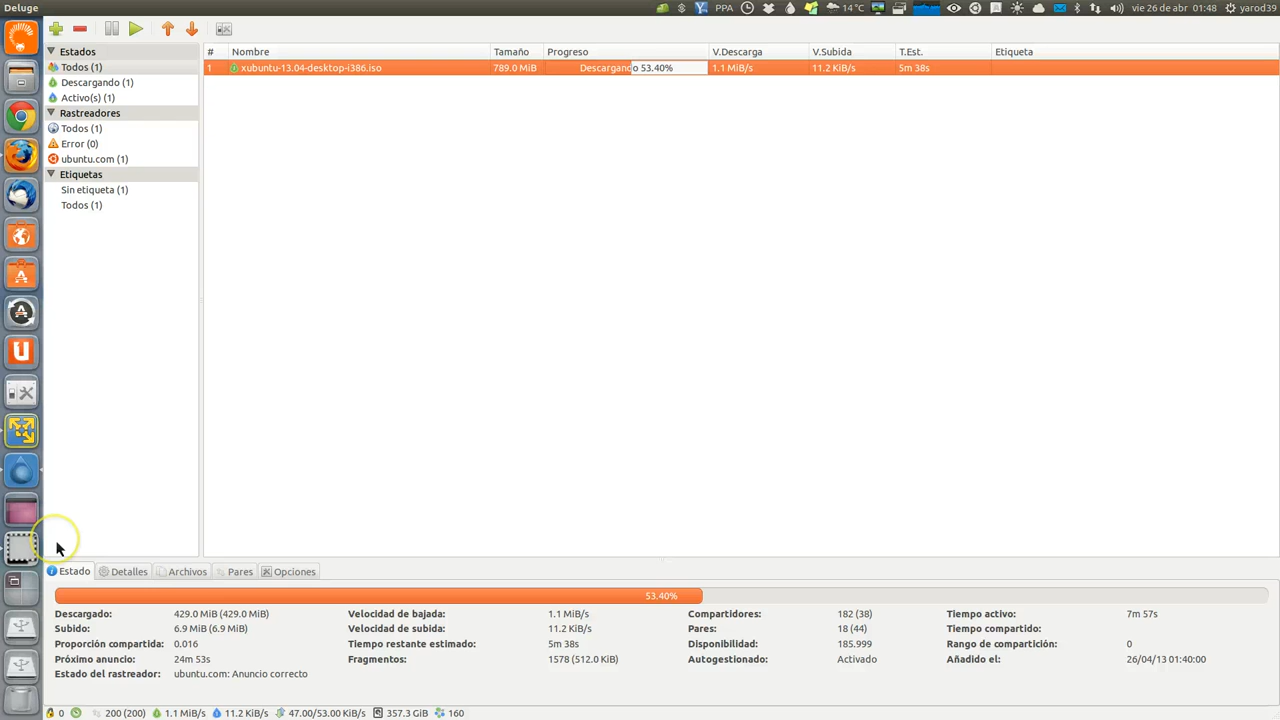 Deluge PPA 14°C vie 26 de abr 01:48 yarod39
Estados
Todos (1)
Descargando (1)
Activo(s) (1)
Rastreadores
Todos (1)
Error (0)
ubuntu.com (1)
Etiquetas
Sin etiqueta (1)
Todos (1)
# Nombre Tamaño Progreso V.Descarga V.Subida T.Est. Etiqueta
1 xubuntu-13.04-desktop-i386.iso 789.0 MiB Descargando 53.40% 1.1 MiB/s 11.2 KiB/s 5m 38s
Estado Detalles Archivos Pares Opciones
53.40%
Descargado: 429.0 MiB (429.0 MiB) Velocidad de bajada: 1.1 MiB/s Compartidores: 182 (38) Tiempo activo: 7m 57s
Subido: 6.9 MiB (6.9 MiB) Velocidad de subida: 11.2 KiB/s Pares: 18 (44) Tiempo compartido:
Proporción compartida: 0.016 Tiempo restante estimado: 5m 38s Disponibilidad: 185.999 Rango de compartición: 0
Próximo anuncio: 24m 53s Fragmentos: 1578 (512.0 KiB) Autogestionado: Activado Añadido el: 26/04/13 01:40:00
Estado del rastreador: ubuntu.com: Anuncio correcto
0 200 (200) 1.1 MiB/s 11.2 KiB/s 47.00/53.00 KiB/s 357.3 GiB 160